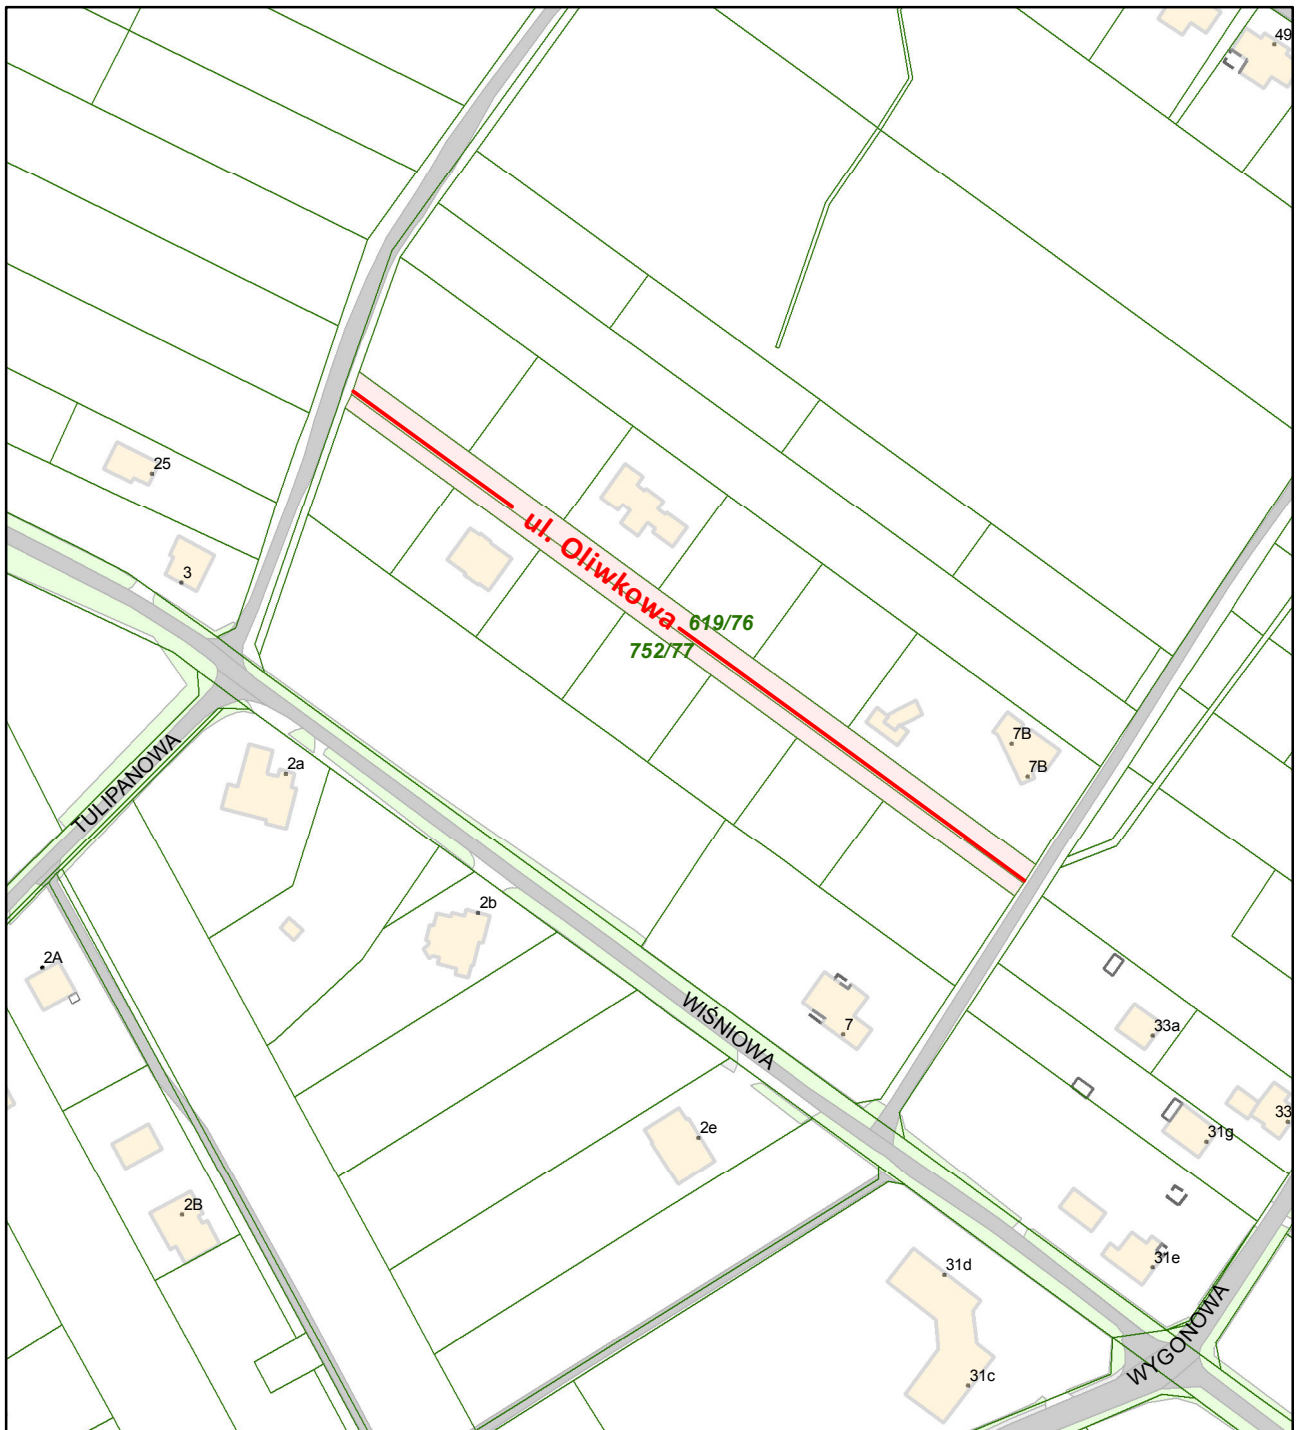 49
25
3
ul. Oliwkowa
619/76
752/77
7B
7B
TULIPANOWA
2a
2b
2A
WIŚNIOWA
7
33a
33
31g
2e
2B
31e
31d
WYGONOWA
31c